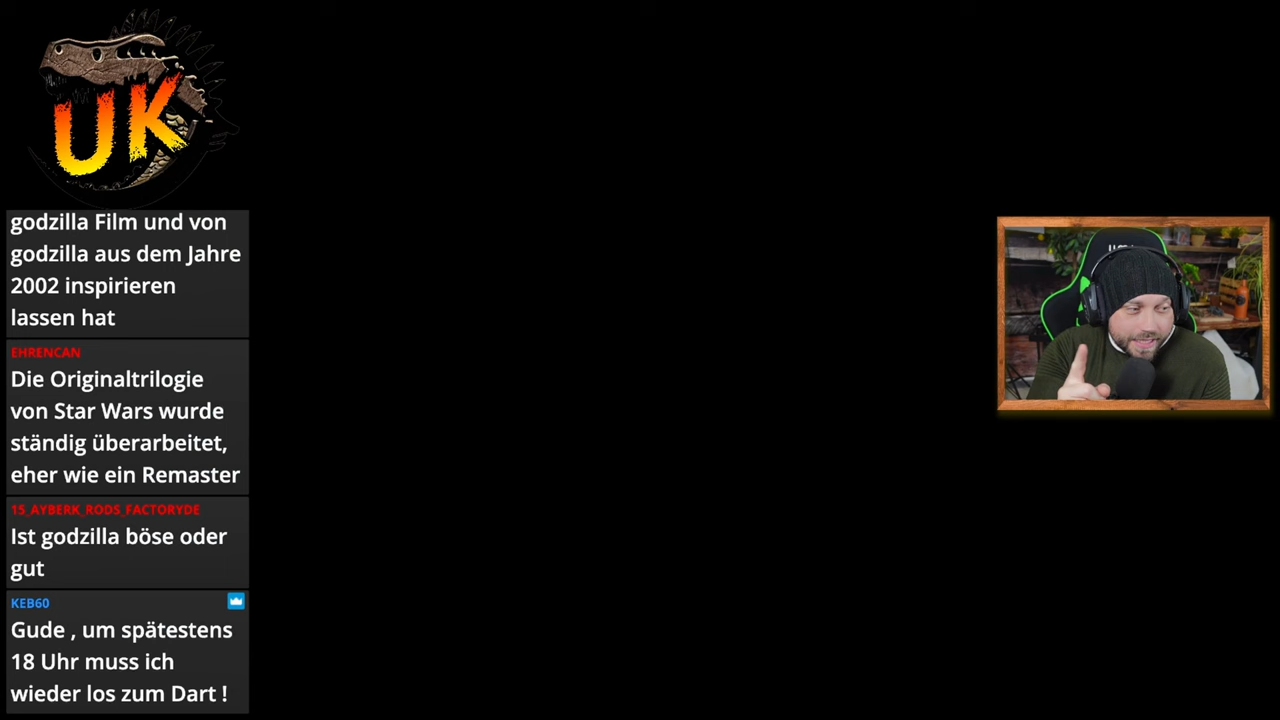 UK
godzilla Film und von
godzilla aus dem Jahre
2002 inspirieren
lassen hat
EHRENCAN
Die Originaltrilogie
von Star Wars wurde
ständig überarbeitet,
eher wie ein Remaster
15_AYBERK_RODS_FACTORYDE
Ist godzilla böse oder
gut
KEB60
Gude , um spätestens
18 Uhr muss ich
wieder los zum Dart !